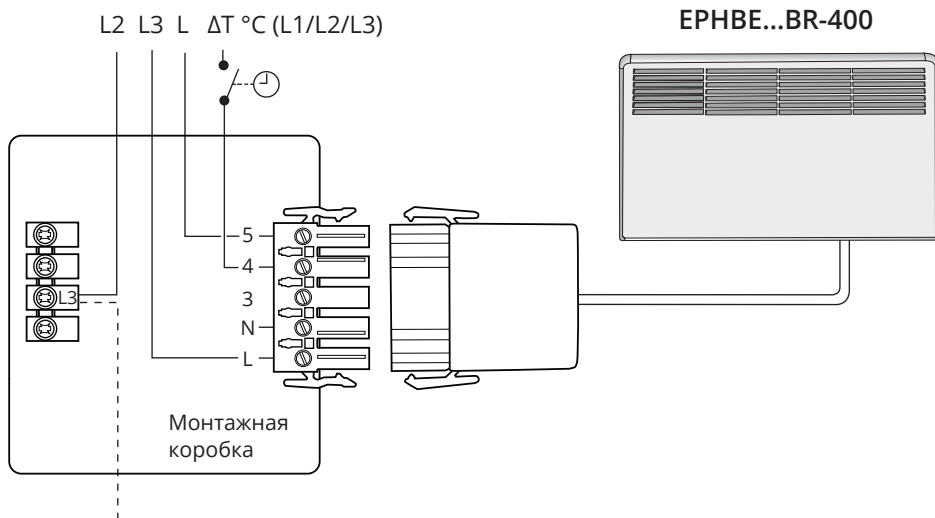 L2 L3 L ΔT °C (L1/L2/L3)
EPHBE...BR-400
5
4
L3
3
N
L
Монтажная
коробка